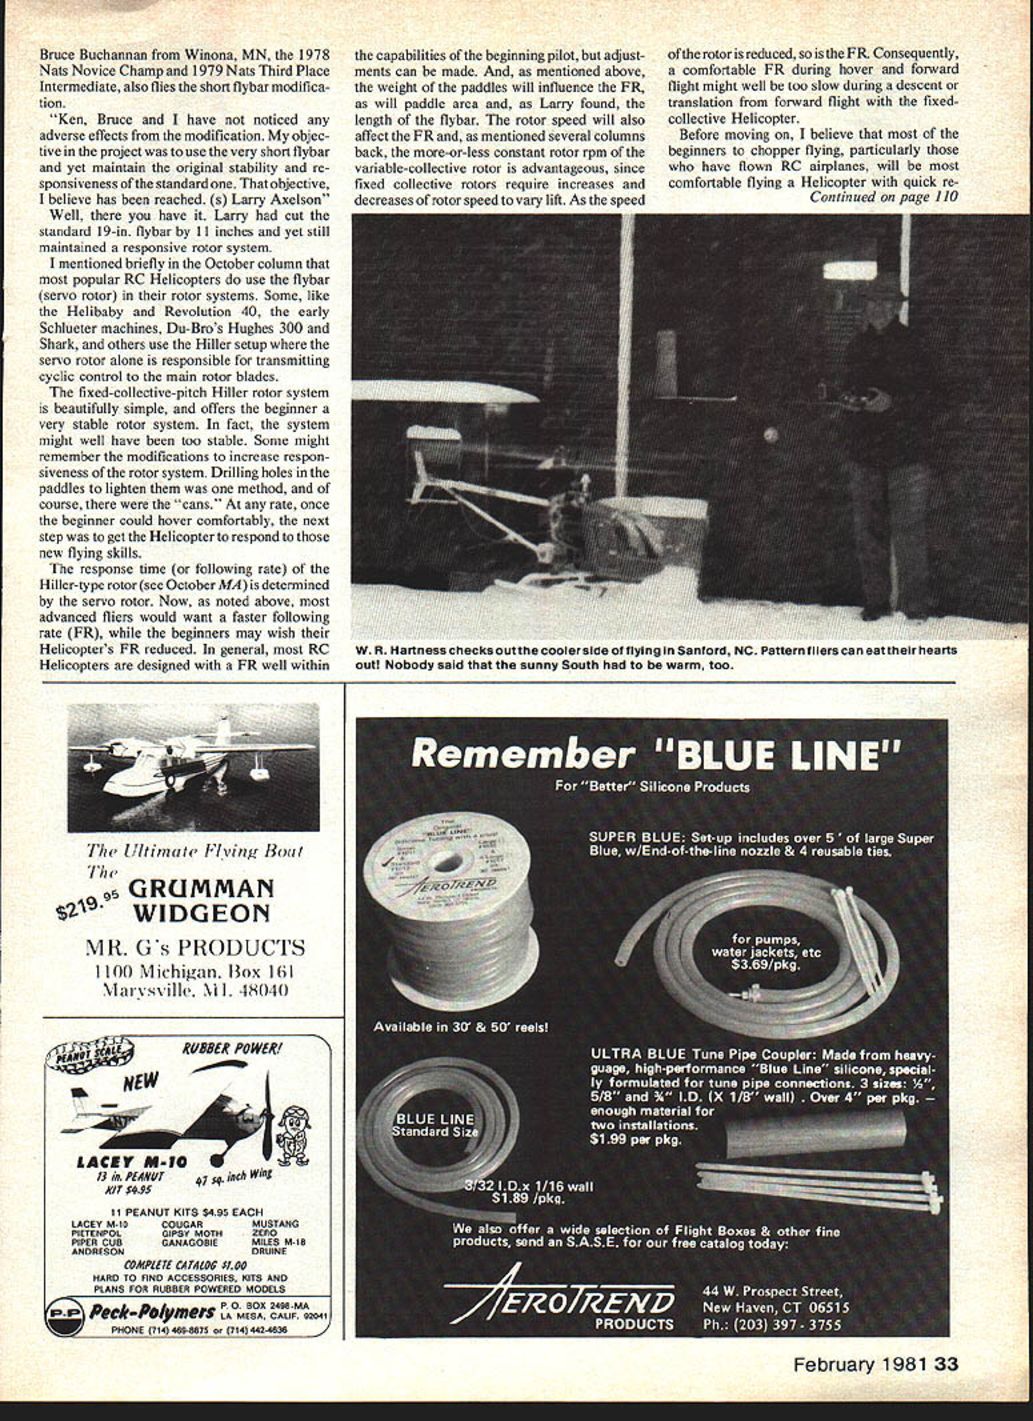 Bruce Buchannan from Winona, MN, the 1978
Nats Novice Champ and 1979 Nats Third Place
Intermediate, also flies the short flybar modifica-
tion.
"Ken, Bruce and I have not noticed any
adverse effects from the modification. My objec-
tive in the project was to use the very short flybar
and yet maintain the original stability and re-
sponsiveness of the standard one. That objective,
I believe has been reached. (s) Larry Axelson"
Well, there you have it. Larry had cut the
standard 19-in. flybar by 11 inches and yet still
maintained a responsive rotor system.
I mentioned briefly in the October column that
most popular RC Helicopters do use the flybar
(servo rotor) in their rotor systems. Some, like
the Helibaby and Revolution 40, the early
Schlueter machines, Du-Bro's Hughes 300 and
Shark, and others use the Hiller setup where the
servo rotor alone is responsible for transmitting
cyclic control to the main rotor blades.
The fixed-collective-pitch Hiller rotor system
is beautifully simple, and offers the beginner a
very stable rotor system. In fact, the system
might well have been too stable. Some might
remember the modifications to increase respon-
siveness of the rotor system. Drilling holes in the
paddles to lighten them was one method, and of
course, there were the "cans." At any rate, once
the beginner could hover comfortably, the next
step was to get the Helicopter to respond to those
new flying skills.
The response time (or following rate) of the
Hiller-type rotor (see October MA) is determined
by the servo rotor. Now, as noted above, most
advanced fliers would want a faster following
rate (FR), while the beginners may wish their
Helicopter's FR reduced. In general, most RC
Helicopters are designed with a FR well within
the capabilities of the beginning pilot, but adjust-
ments can be made. And, as mentioned above,
the weight of the paddles will influence the FR,
as will paddle area and, as Larry found, the
length of the flybar. The rotor speed will also
affect the FR and, as mentioned several columns
back, the more-or-less constant rotor rpm of the
variable-collective rotor is advantageous, since
fixed collective rotors require increases and
decreases of rotor speed to vary lift. As the speed
of the rotor is reduced, so is the FR. Consequently,
a comfortable FR during hover and forward
flight might well be too slow during a descent or
translation from forward flight with the fixed-
collective Helicopter.
Before moving on, I believe that most of the
beginners to chopper flying, particularly those
who have flown RC airplanes, will be most
comfortable flying a Helicopter with quick re-
Continued on page 110
W. R. Hartness checks out the cooler side of flying in Sanford, NC. Pattern fliers can eat their hearts
out! Nobody said that the sunny South had to be warm, too.
The Ultimate Flying Boat
The
$219.95
GRUMMAN
WIDGEON
MR. G's PRODUCTS
1100 Michigan, Box 161
Marysville, MI. 48040
PEANUT SCALE
RUBBER POWER!
NEW
LACEY M-10
13 in. PEANUT
KIT $4.95
47 sq. inch Wing
11 PEANUT KITS $4.95 EACH
LACEY M-10 COUGAR MUSTANG
PIETENPOL GIPSY MOTH ZERO
PIPER CUB GANAGOBIE MILES M-18
ANDRESON DRUINE
COMPLETE CATALOG $1.00
HARD TO FIND ACCESSORIES, KITS AND
PLANS FOR RUBBER POWERED MODELS
P.P Peck-Polymers P. O. BOX 2498-MA
LA MESA, CALIF. 92041
PHONE (714) 469-8675 or (714) 442-4636
Remember "BLUE LINE"
For "Better" Silicone Products
The
Original
"BLUE LINE"
AEROTREND
SUPER BLUE: Set-up includes over 5' of large Super
Blue, w/End-of-the-line nozzle & 4 reusable ties.
for pumps,
water jackets, etc
$3.69/pkg.
Available in 30' & 50' reels!
ULTRA BLUE Tune Pipe Coupler: Made from heavy-
guage, high-performance "Blue Line" silicone, special-
ly formulated for tune pipe connections. 3 sizes: ½",
5/8" and ¾" I.D. (X 1/8" wall) . Over 4" per pkg. —
enough material for
two installations.
$1.99 per pkg.
BLUE LINE
Standard Size
3/32 I.D.x 1/16 wall
$1.89 /pkg.
We also offer a wide selection of Flight Boxes & other fine
products, send an S.A.S.E. for our free catalog today:
AEROTREND
PRODUCTS
44 W. Prospect Street,
New Haven, CT 06515
Ph.: (203) 397 - 3755
February 1981 33